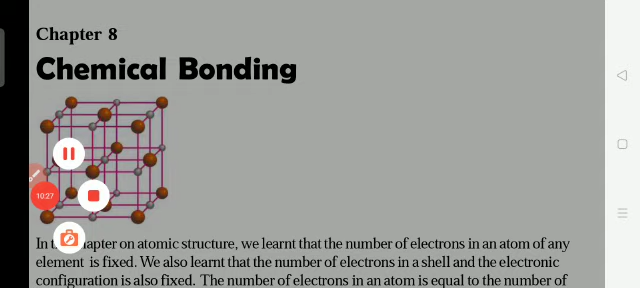 Chapter 8
Chemical Bonding
10:27
In chapter on atomic structure, we learnt that the number of electrons in an atom of any
element is fixed. We also learnt that the number of electrons in a shell and the electronic
configuration is also fixed. The number of electrons in an atom is equal to the number of